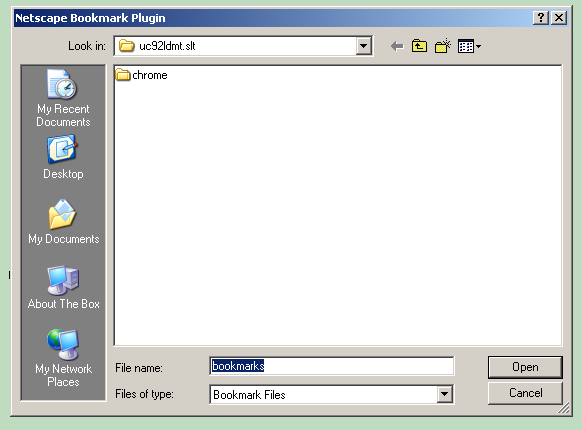 Netscape Bookmark Plugin
Look in: uc92ldmt.slt
chrome
My Recent
Documents
Desktop
My Documents
About The Box
My Network
Places
File name: bookmarks Open
Files of type: Bookmark Files Cancel